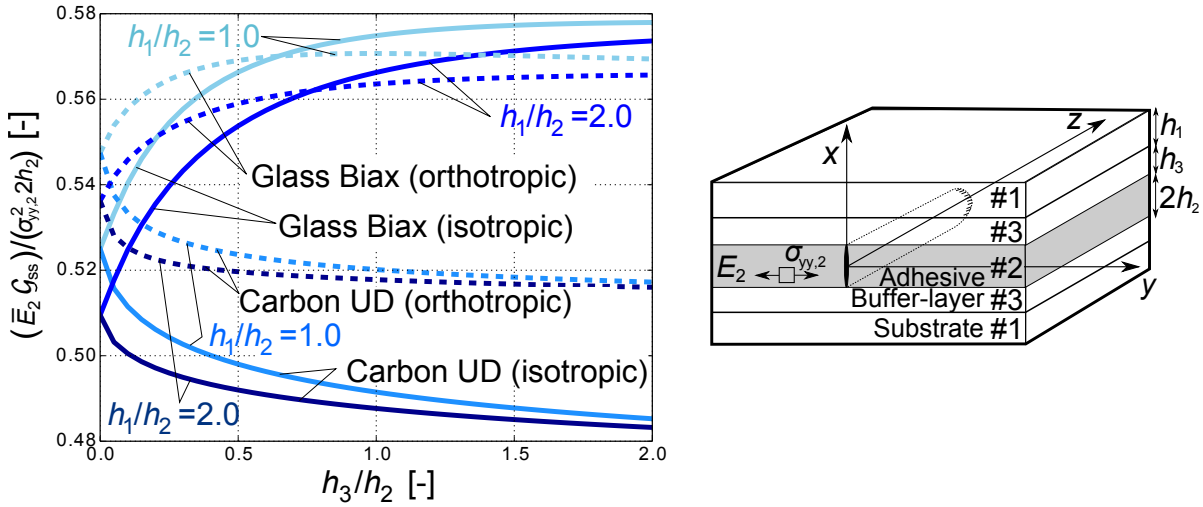 (E̅₂ 𝒢ss)/(σ²yy,2 2h₂) [-]
0.58
0.56
0.54
0.52
0.50
0.48
0.0
0.5
1.0
1.5
2.0
h₃/h₂ [-]
h₁/h₂=1.0
h₁/h₂=2.0
Glass Biax (orthotropic)
Glass Biax (isotropic)
Carbon UD (orthotropic)
h₁/h₂=1.0
Carbon UD (isotropic)
h₁/h₂=2.0
x
z
h₁
h₃
2h₂
#1
#3
E₂
σyy,2
Adhesive #2
y
Buffer-layer #3
Substrate #1